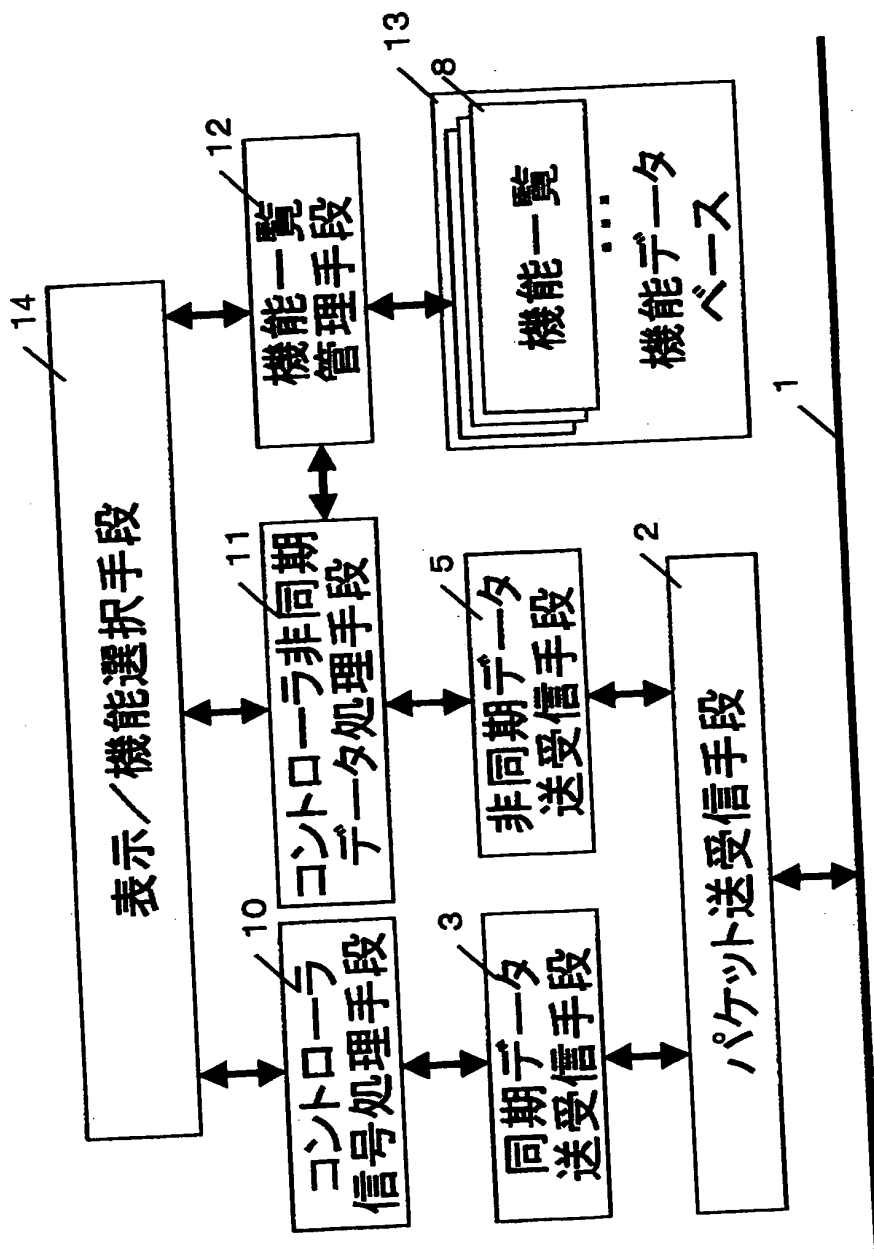 14
表示／機能選択手段
10
コントローラ
信号処理手段
11
コントローラ非同期
データ処理手段
12
機能一覧
管理手段
3
同期データ
送受信手段
5
非同期データ
送受信手段
13
8
機能一覧
...
機能データ
ベース
2
パケット送受信手段
1